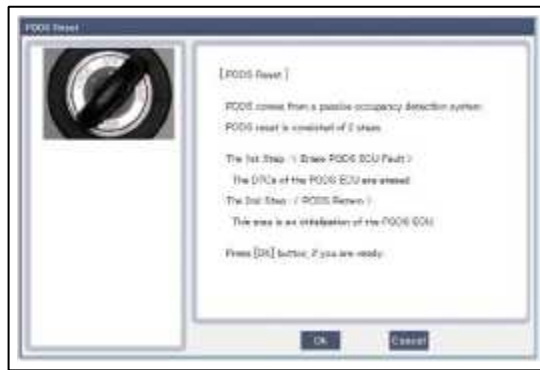 PODS Reset
[ PODS Reset ]
PODS comes from a passive occupancy detection system.
PODS reset is consisted of 2 steps.
The 1st Step : < Erase PODS ECU Fault >
The DTCs of the PODS ECU are erased.
The 2nd Step : < PODS Rezero >
This step is an initialization of the PODS ECU.
Press [OK] button, if you are ready.
Ok
Cancel